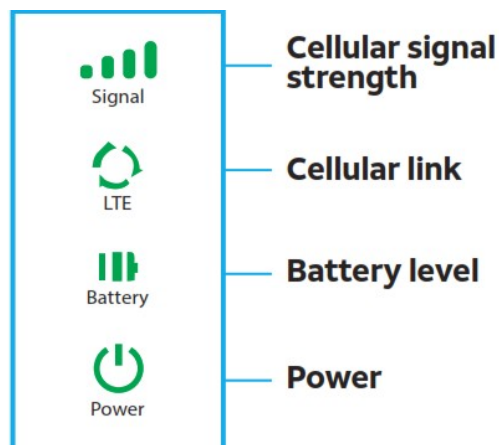 Signal
Cellular signal
strength
LTE
Cellular link
Battery
Battery level
Power
Power